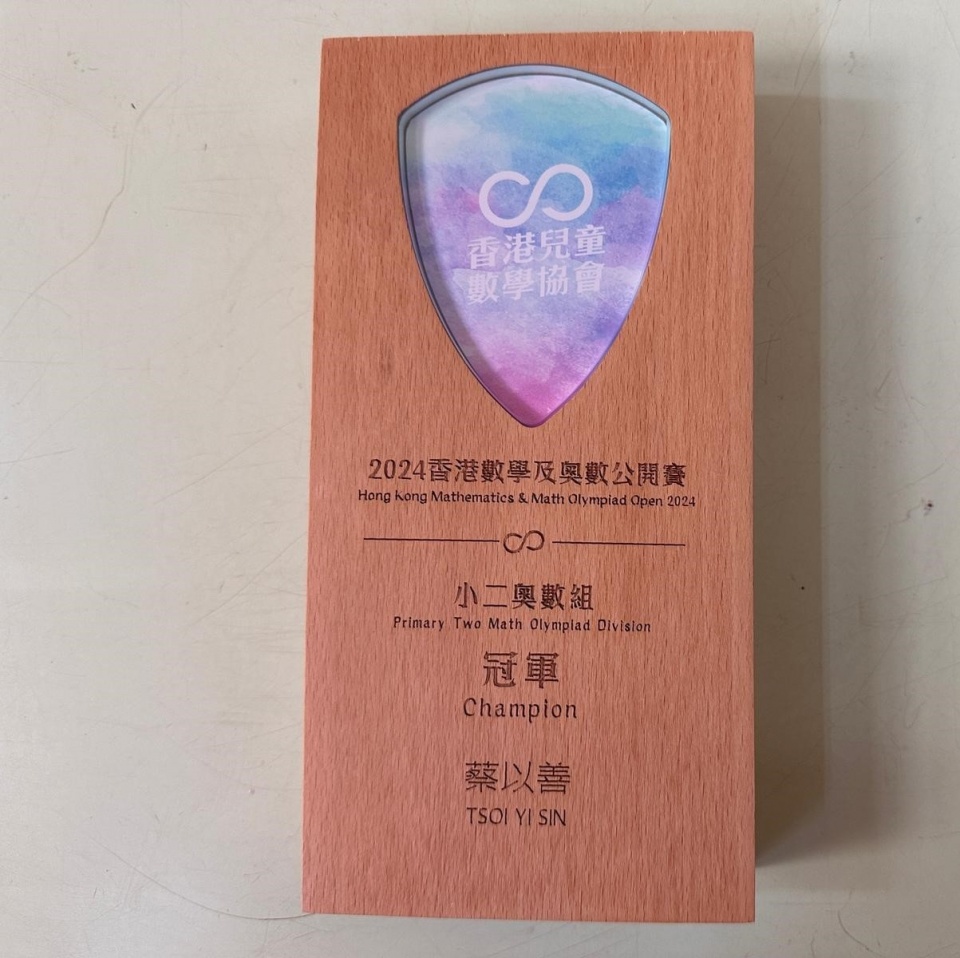 香港兒童
數學協會
2024香港數學及奧數公開賽
Hong Kong Mathematics & Math Olympiad Open 2024
小二奧數組
Primary Two Math Olympiad Division
冠軍
Champion
蔡以善
TSOI YI SIN